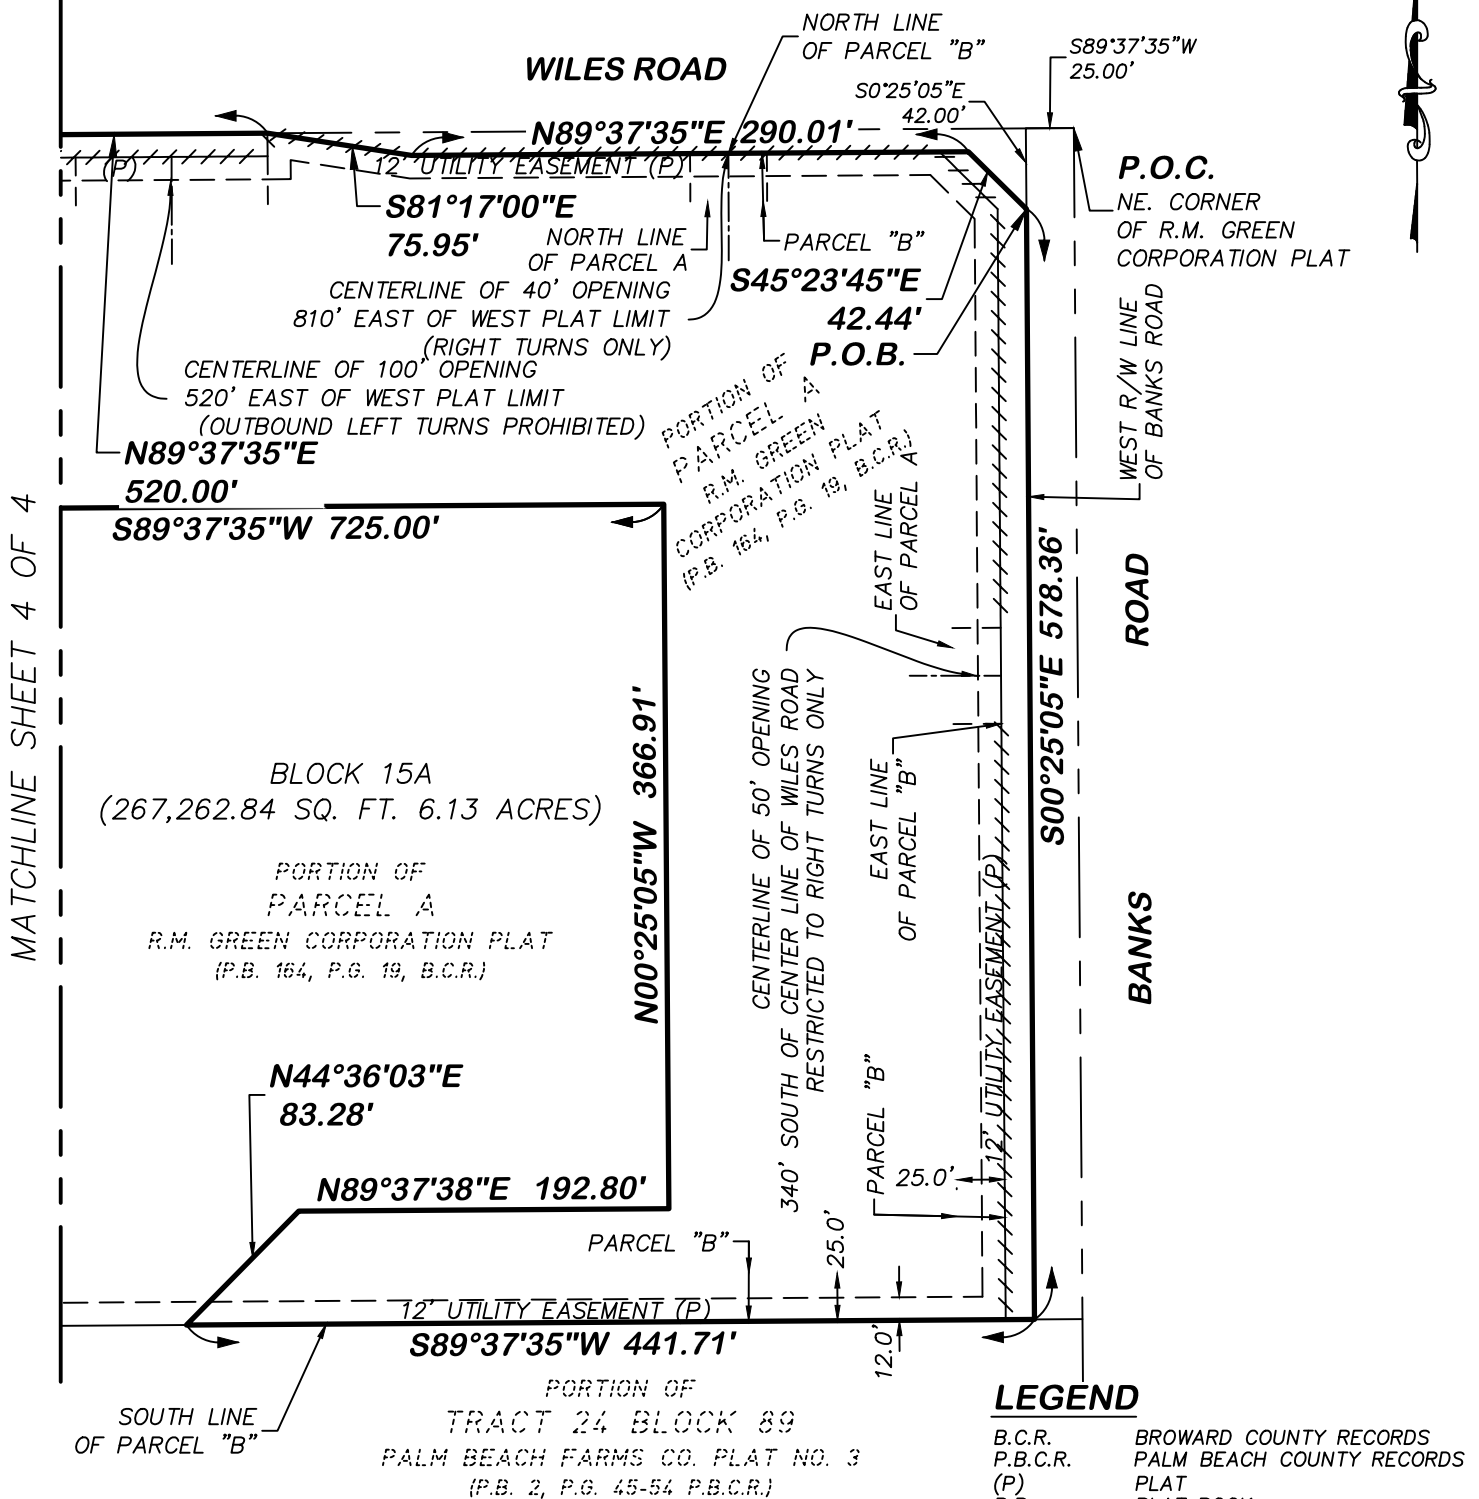 NORTH LINE
OF PARCEL "B"
S89°37'35"W
25.00'
WILES ROAD
S0°25'05"E
42.00'
N89°37'35"E 290.01'
(P)
12' UTILITY EASEMENT (P)
P.O.C.
NE. CORNER
OF R.M. GREEN
CORPORATION PLAT
S81°17'00"E
75.95'
NORTH LINE
OF PARCEL A
PARCEL "B"
S45°23'45"E
42.44'
P.O.B.
CENTERLINE OF 40' OPENING
810' EAST OF WEST PLAT LIMIT
(RIGHT TURNS ONLY)
CENTERLINE OF 100' OPENING
520' EAST OF WEST PLAT LIMIT
(OUTBOUND LEFT TURNS PROHIBITED)
WEST R/W LINE
OF BANKS ROAD
PORTION OF
PARCEL A
R.M. GREEN
CORPORATION PLAT
(P.B. 164, P.G. 19, B.C.R.)
N89°37'35"E
520.00'
S89°37'35"W 725.00'
MATCHLINE SHEET 4 OF 4
EAST LINE
OF PARCEL A
S00°25'05"E 578.36'
BANKS ROAD
N00°25'05"W 366.91'
CENTERLINE OF 50' OPENING
340' SOUTH OF CENTER LINE OF WILES ROAD
RESTRICTED TO RIGHT TURNS ONLY
EAST LINE
OF PARCEL "B"
BLOCK 15A
(267,262.84 SQ. FT. 6.13 ACRES)
PORTION OF
PARCEL A
R.M. GREEN CORPORATION PLAT
(P.B. 164, P.G. 19, B.C.R.)
12' UTILITY EASEMENT (P)
PARCEL "B"
25.0'
N44°36'03"E
83.28'
N89°37'38"E 192.80'
PARCEL "B"
25.0'
12' UTILITY EASEMENT (P)
12.0'
S89°37'35"W 441.71'
SOUTH LINE
OF PARCEL "B"
PORTION OF
TRACT 24 BLOCK 89
PALM BEACH FARMS CO. PLAT NO. 3
(P.B. 2, P.G. 45-54 P.B.C.R.)
LEGEND
B.C.R. BROWARD COUNTY RECORDS
P.B.C.R. PALM BEACH COUNTY RECORDS
(P) PLAT